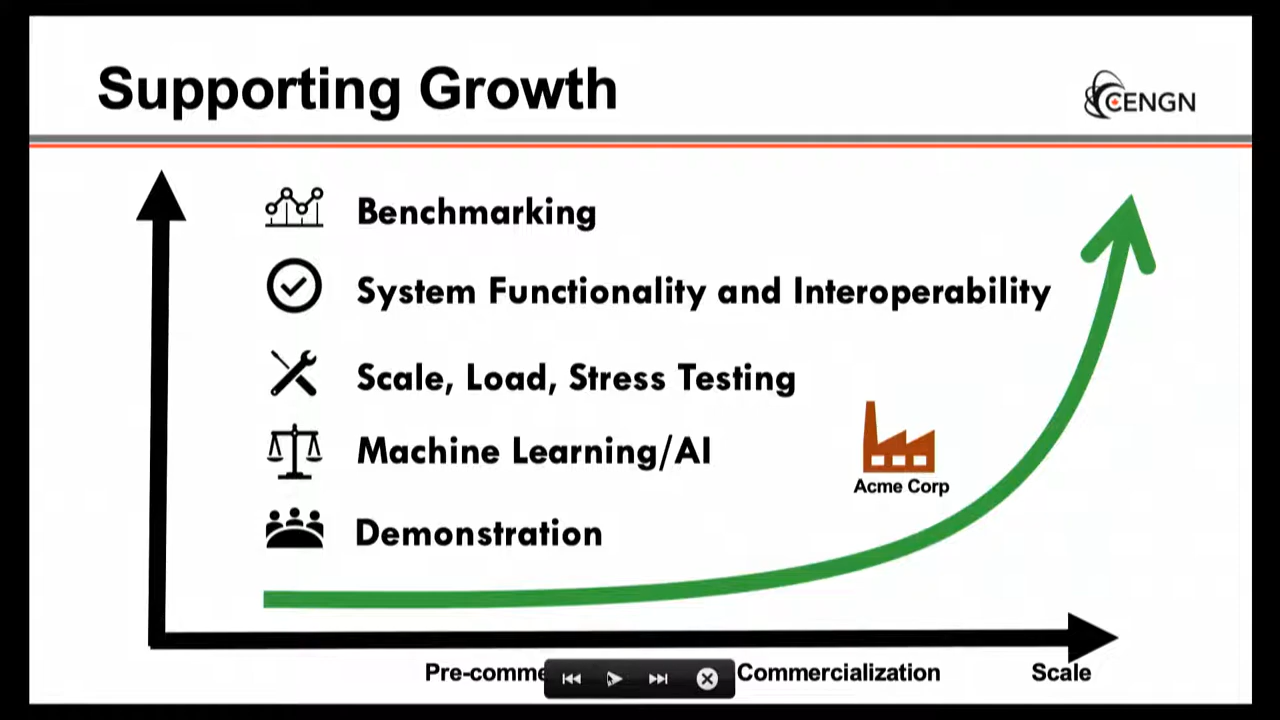 Supporting Growth
CENGN
Benchmarking
System Functionality and Interoperability
Scale, Load, Stress Testing
Machine Learning/AI
Acme Corp
Demonstration
Commercialization
Scale